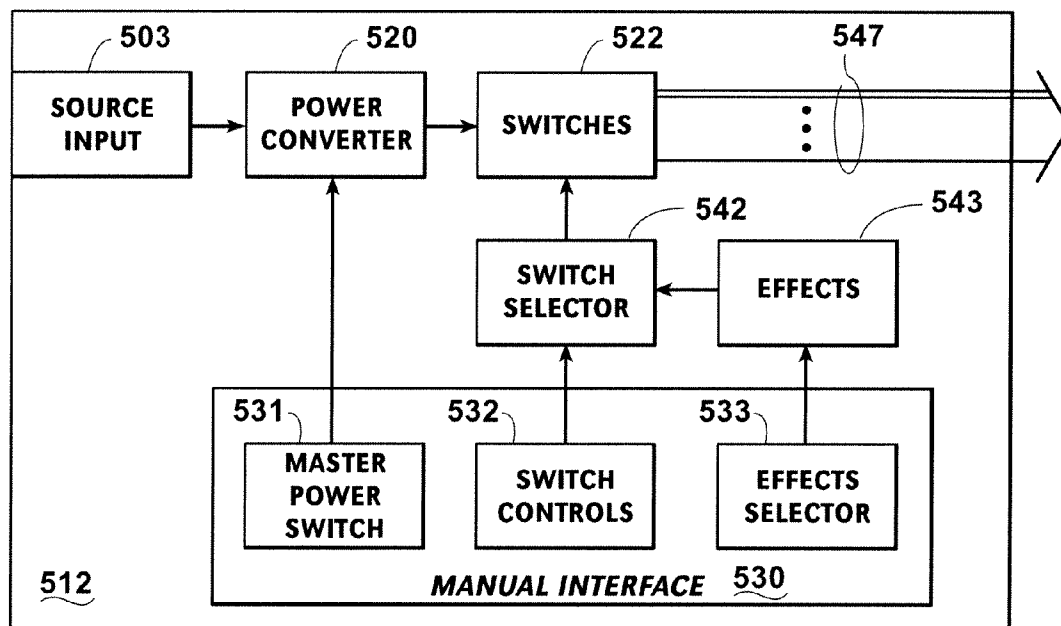 503
520
522
547
SOURCE
INPUT
POWER
CONVERTER
SWITCHES
542
543
SWITCH
SELECTOR
EFFECTS
531
532
533
MASTER
POWER
SWITCH
SWITCH
CONTROLS
EFFECTS
SELECTOR
512
MANUAL INTERFACE 530